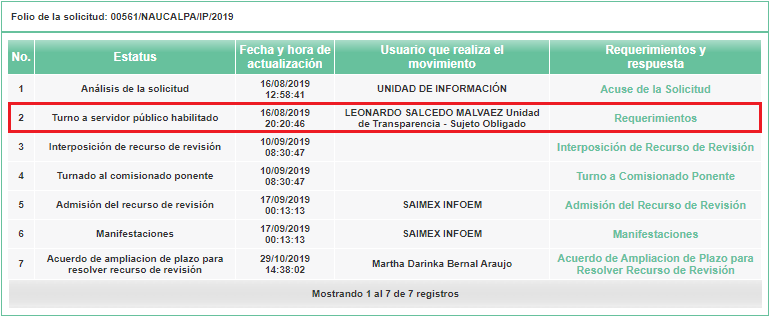 Folio de la solicitud: 00561/NAUCALPA/IP/2019
No. Estatus Fecha y hora de actualización Usuario que realiza el movimiento Requerimientos y respuesta
1 Análisis de la solicitud 16/08/2019 12:58:41 UNIDAD DE INFORMACIÓN Acuse de la Solicitud
2 Turno a servidor público habilitado 16/08/2019 20:20:46 LEONARDO SALCEDO MALVAEZ Unidad de Transparencia - Sujeto Obligado Requerimientos
3 Interposición de recurso de revisión 10/09/2019 08:30:47 Interposición de Recurso de Revisión
4 Turnado al comisionado ponente 10/09/2019 08:30:47 Turno a Comisionado Ponente
5 Admisión del recurso de revisión 17/09/2019 00:13:13 SAIMEX INFOEM Admisión del Recurso de Revisión
6 Manifestaciones 17/09/2019 00:13:13 SAIMEX INFOEM Manifestaciones
7 Acuerdo de ampliacion de plazo para resolver recurso de revisión 29/10/2019 14:38:02 Martha Darinka Bernal Araujo Acuerdo de Ampliacion de Plazo para Resolver Recurso de Revisión
Mostrando 1 al 7 de 7 registros